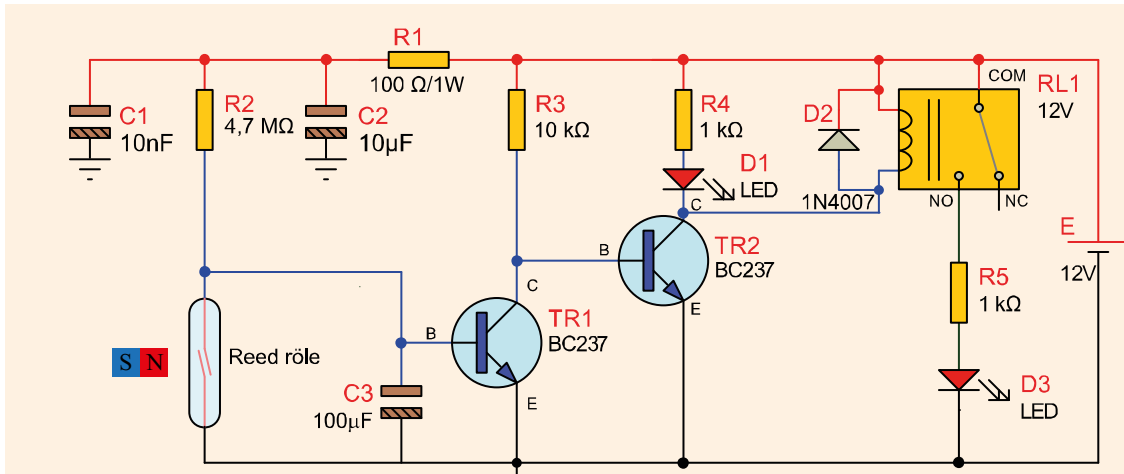 R1
100 Ω/1W
C1
10nF
R2
4,7 MΩ
C2
10µF
R3
10 kΩ
R4
1 kΩ
D1
LED
D2
1N4007
COM
RL1
12V
NO
NC
E
12V
C
B
TR2
BC237
E
R5
1 kΩ
C
B
TR1
BC237
E
S N
Reed röle
C3
100µF
D3
LED